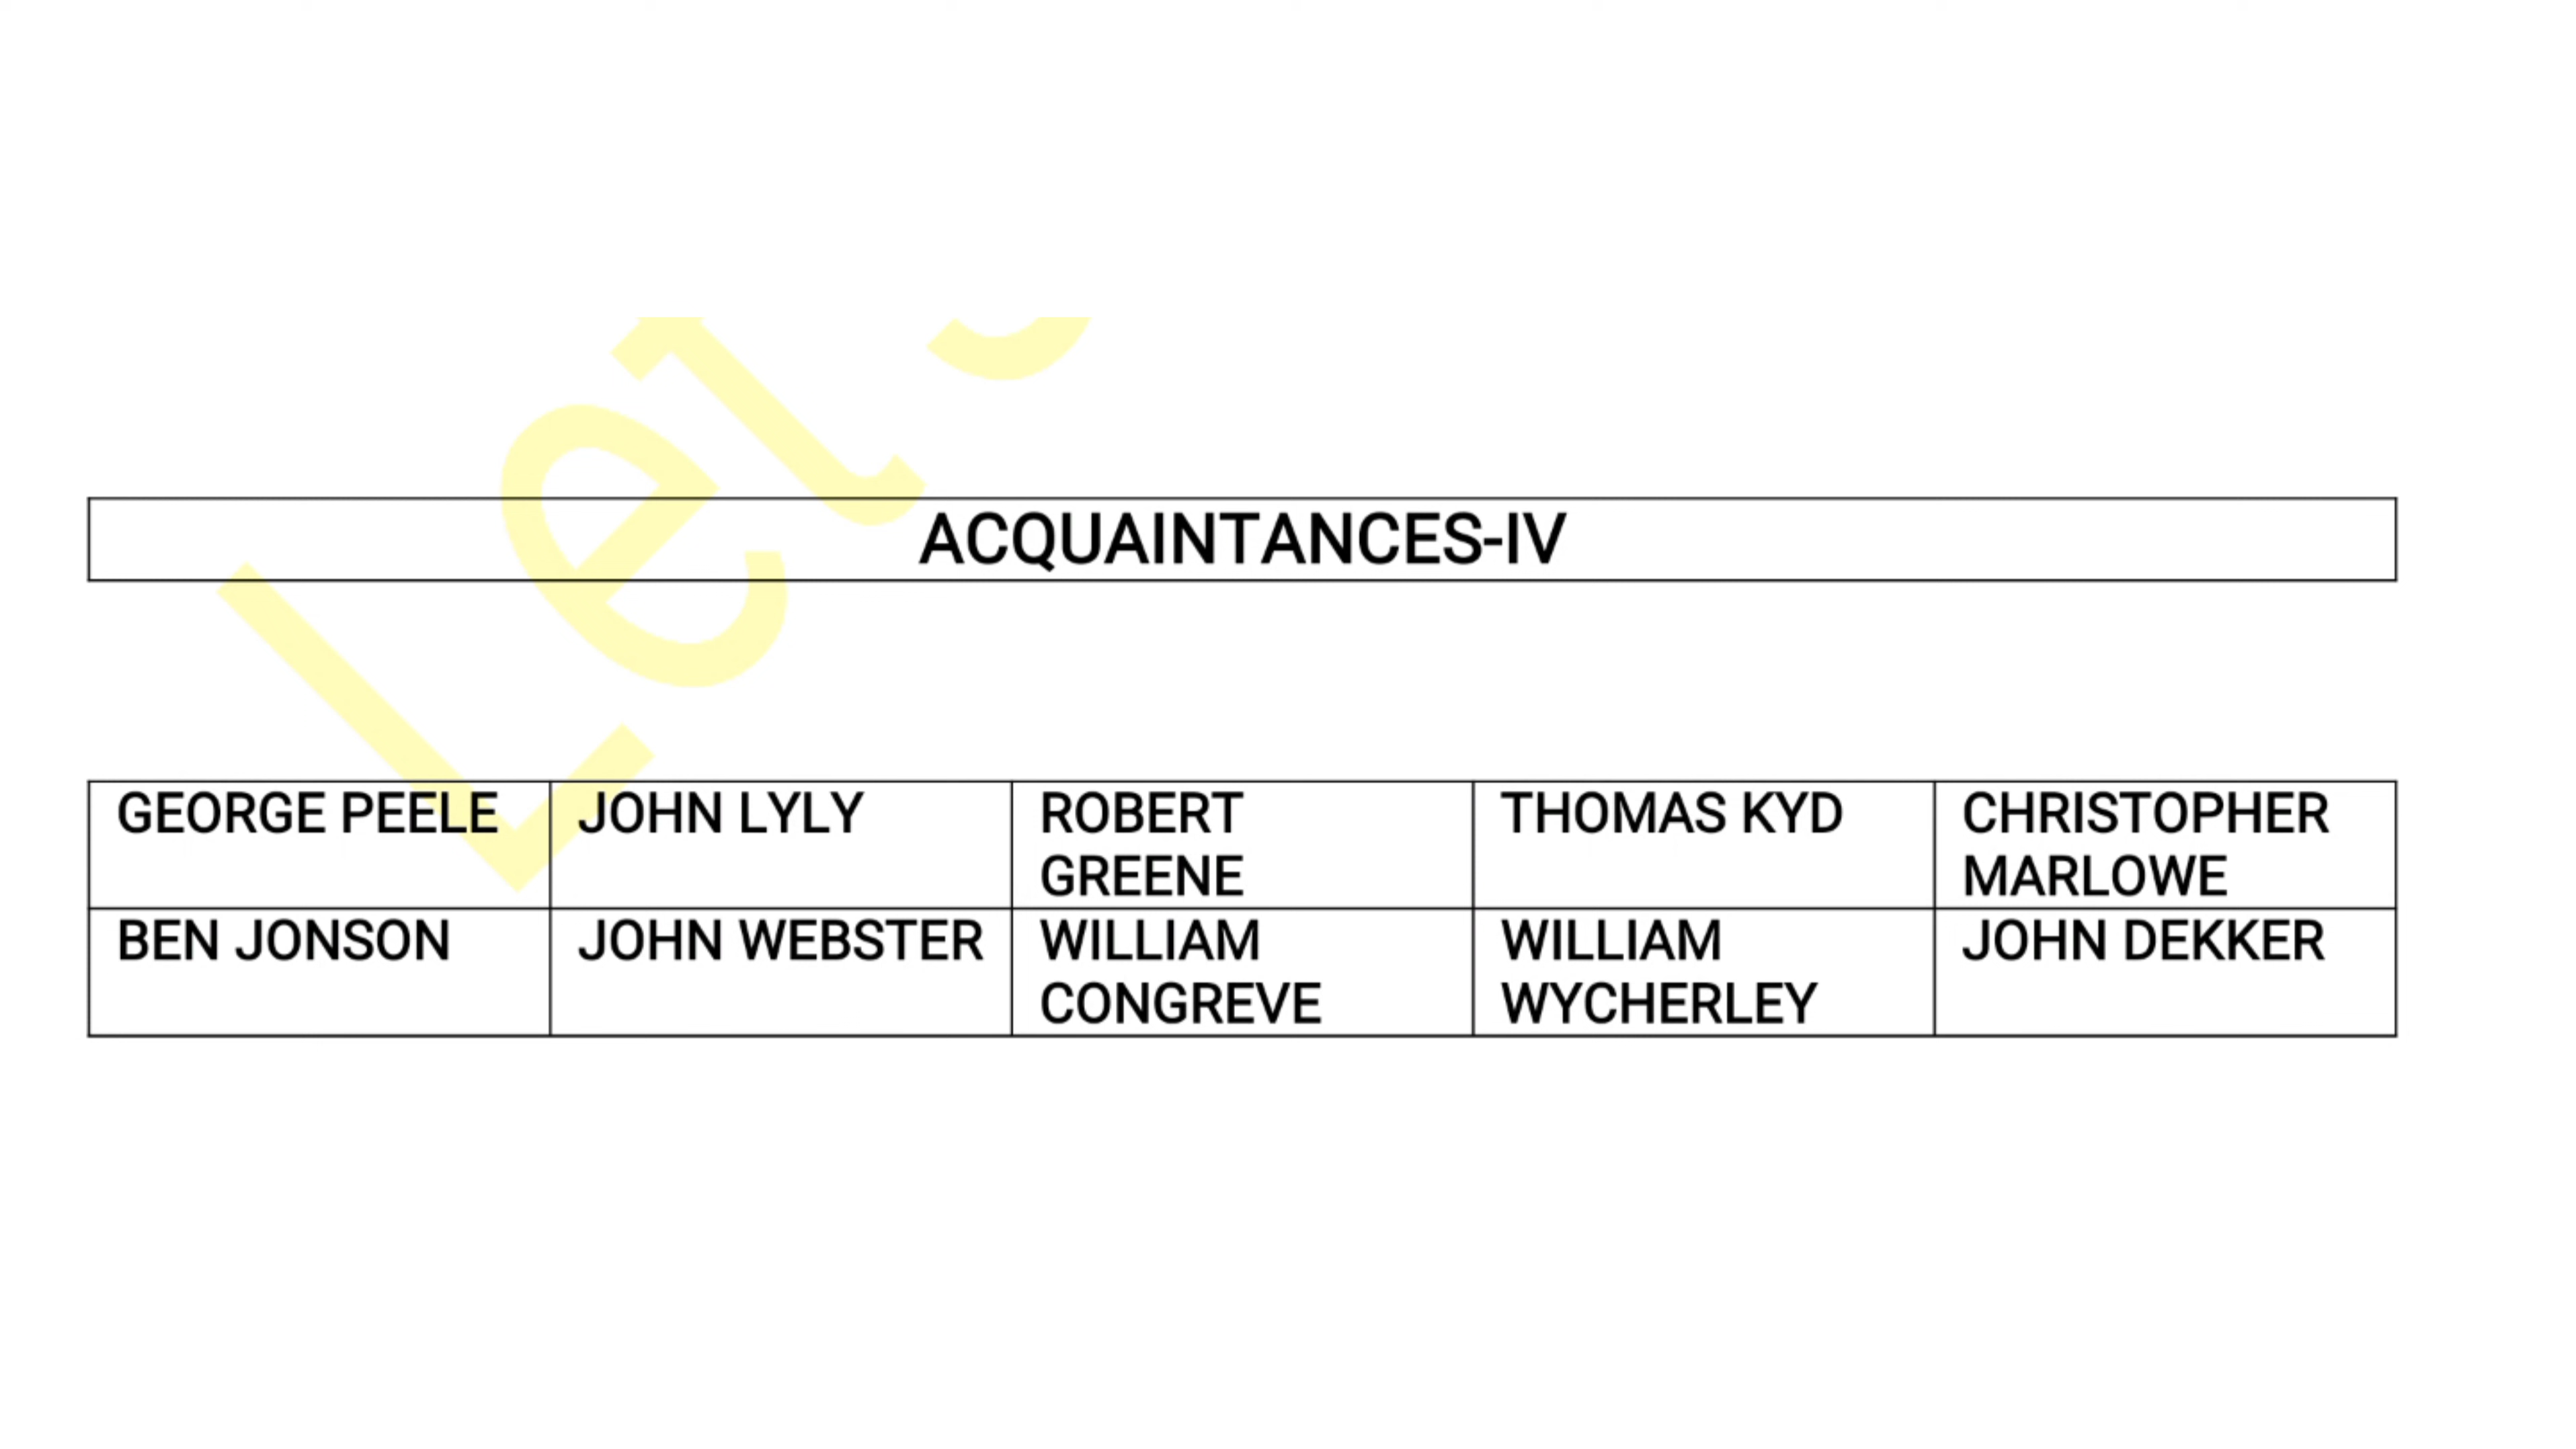 ACQUAINTANCES-IV
GEORGE PEELE
JOHN LYLY
ROBERT
GREENE
THOMAS KYD
CHRISTOPHER
MARLOWE
BEN JONSON
JOHN WEBSTER
WILLIAM
CONGREVE
WILLIAM
WYCHERLEY
JOHN DEKKER
Let